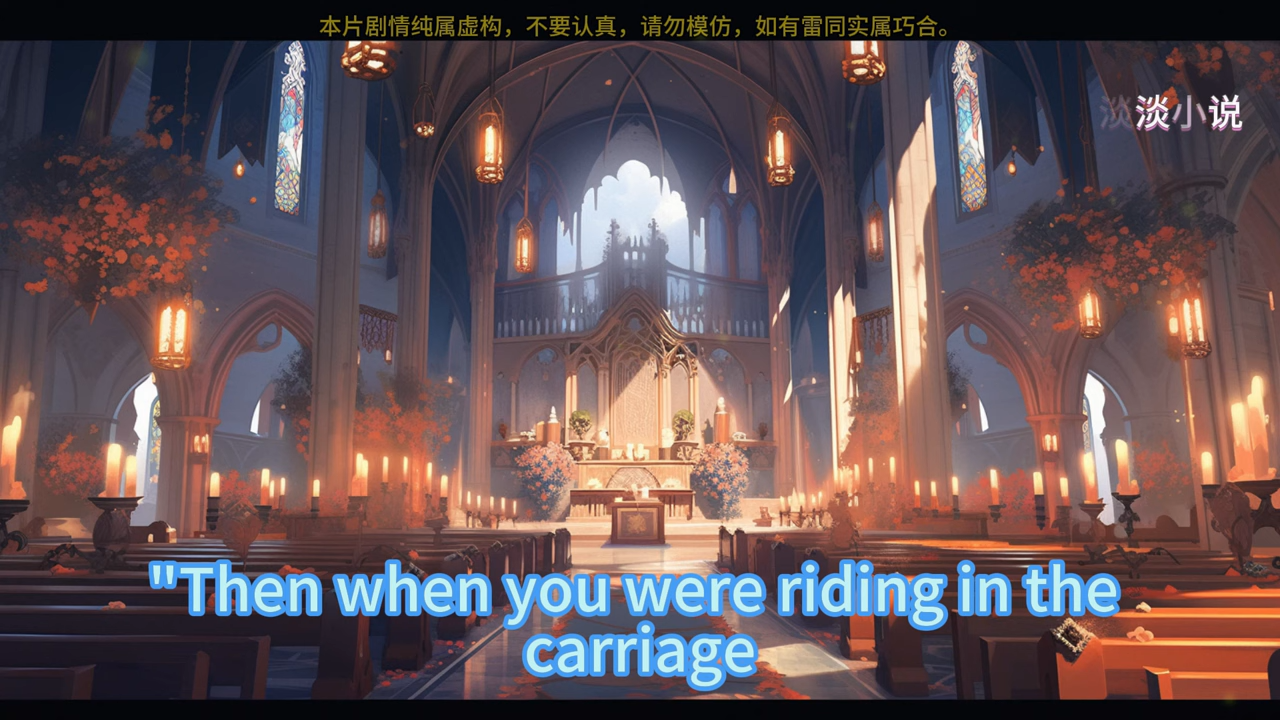 本片剧情纯属虚构，不要认真，请勿模仿，如有雷同实属巧合。
淡淡小说
"Then when you were riding in the
carriage